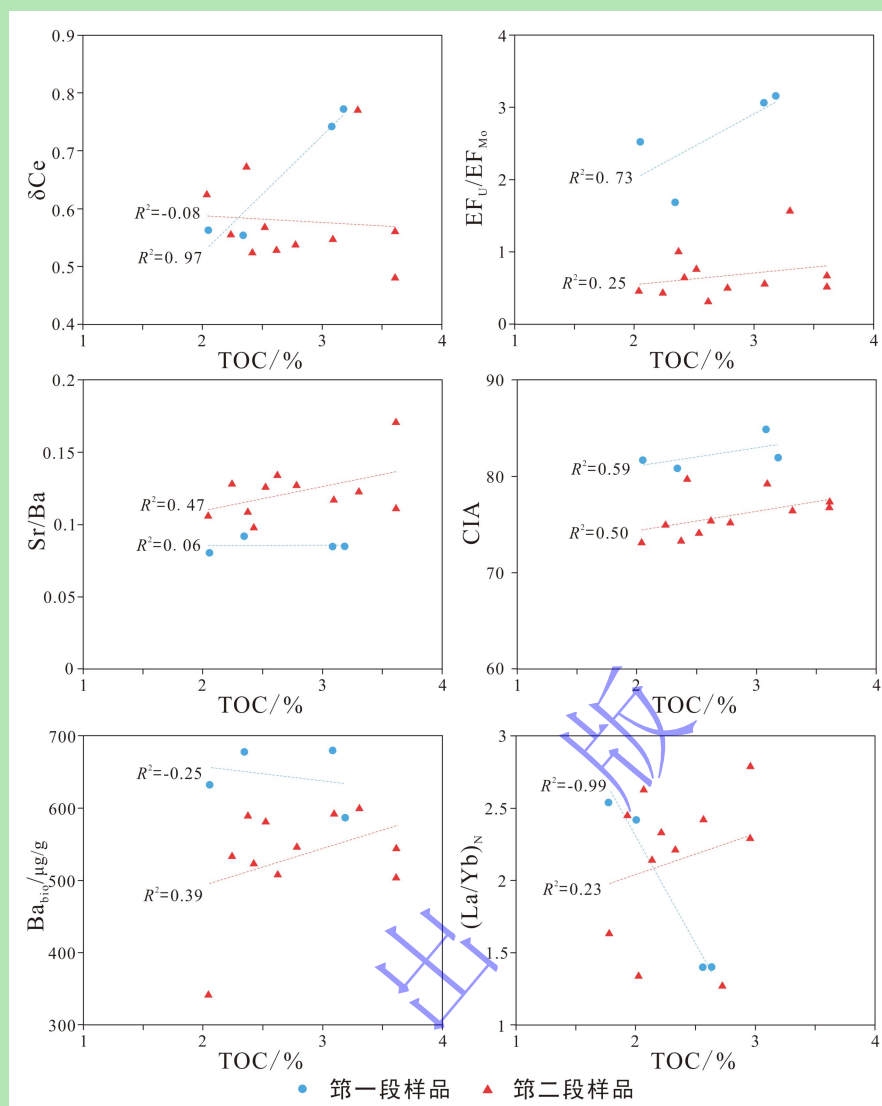 δCe
0.9
0.8
0.7
0.6
0.5
0.4
R²=-0.08
R²=0.97
1 2 3 4
TOC/%
EF_U/EF_Mo
4
3
2
1
0
R²=0.73
R²=0.25
1 2 3 4
TOC/%
Sr/Ba
0.2
0.15
0.1
0.05
0
R²=0.47
R²=0.06
1 2 3 4
TOC/%
CIA
90
80
70
60
R²=0.59
R²=0.50
1 2 3 4
TOC/%
Ba_bio/μg/g
700
600
500
400
300
R²=-0.25
R²=0.39
1 2 3 4
TOC/%
(La/Yb)_N
3
2.5
2
1.5
1
R²=-0.99
R²=0.23
1 2 3 4
TOC/%
筇一段样品 筇二段样品
出版